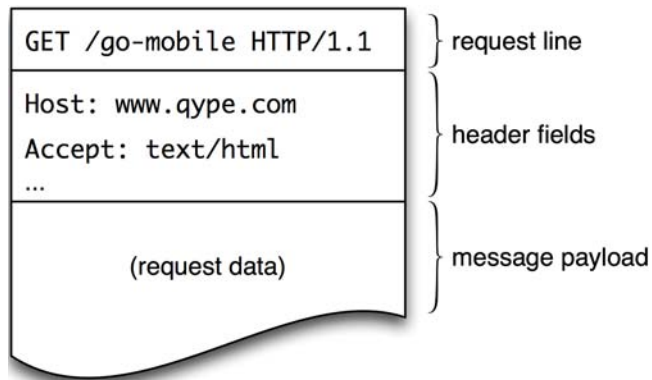 GET /go-mobile HTTP/1.1
request line
Host: www.qype.com
Accept: text/html
...
header fields
(request data)
message payload